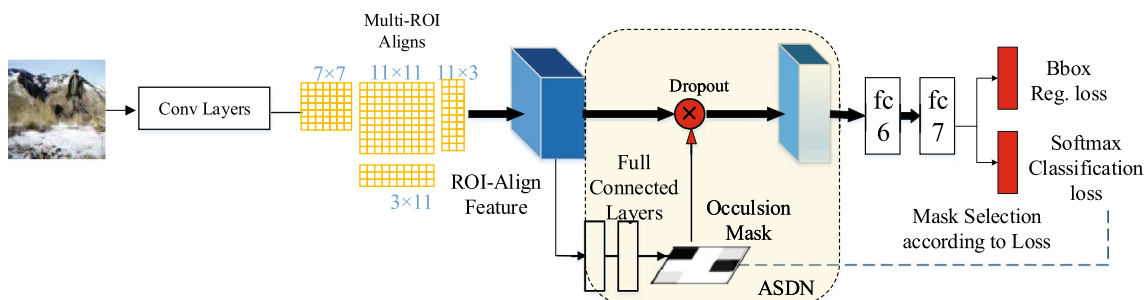 Multi-ROI
Aligns
7×7
11×11
11×3
3×11
Conv Layers
ROI-Align
Feature
Dropout
Full
Connected
Layers
Occulsion
Mask
ASDN
fc
6
fc
7
Bbox
Reg. loss
Softmax
Classification
loss
Mask Selection
according to Loss